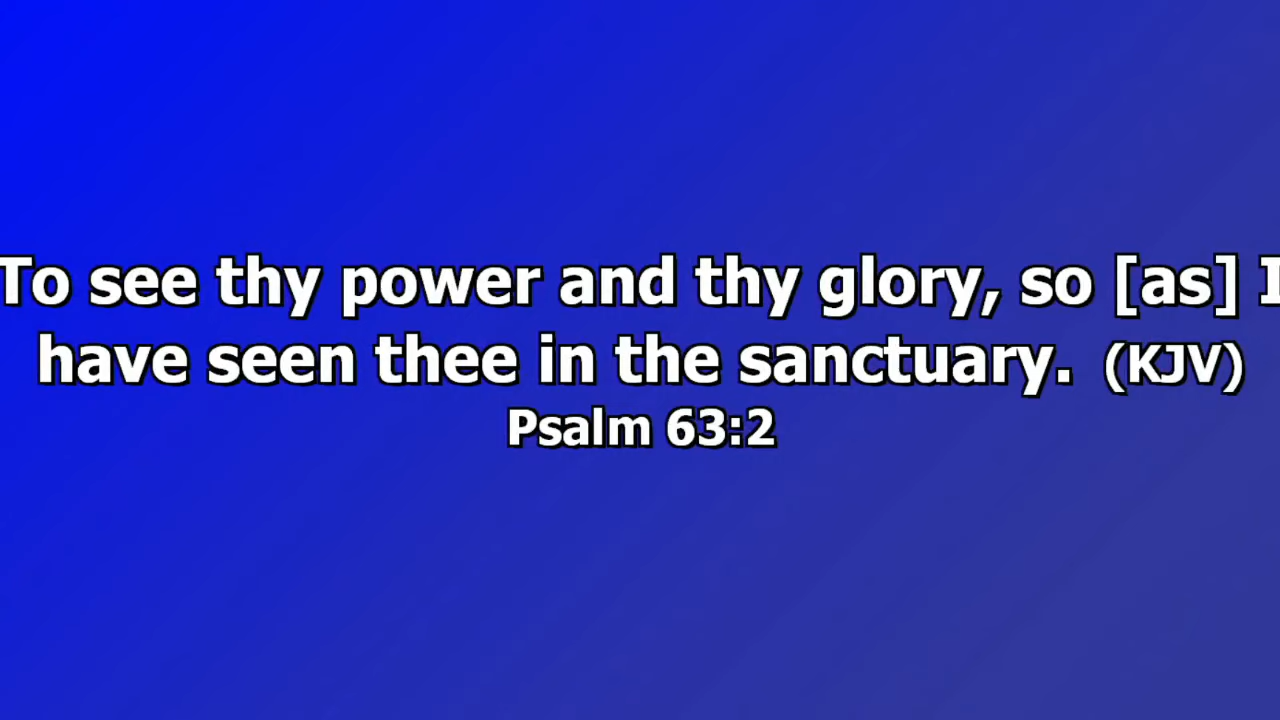 To see thy power and thy glory, so [as] I
have seen thee in the sanctuary. (KJV)
Psalm 63:2